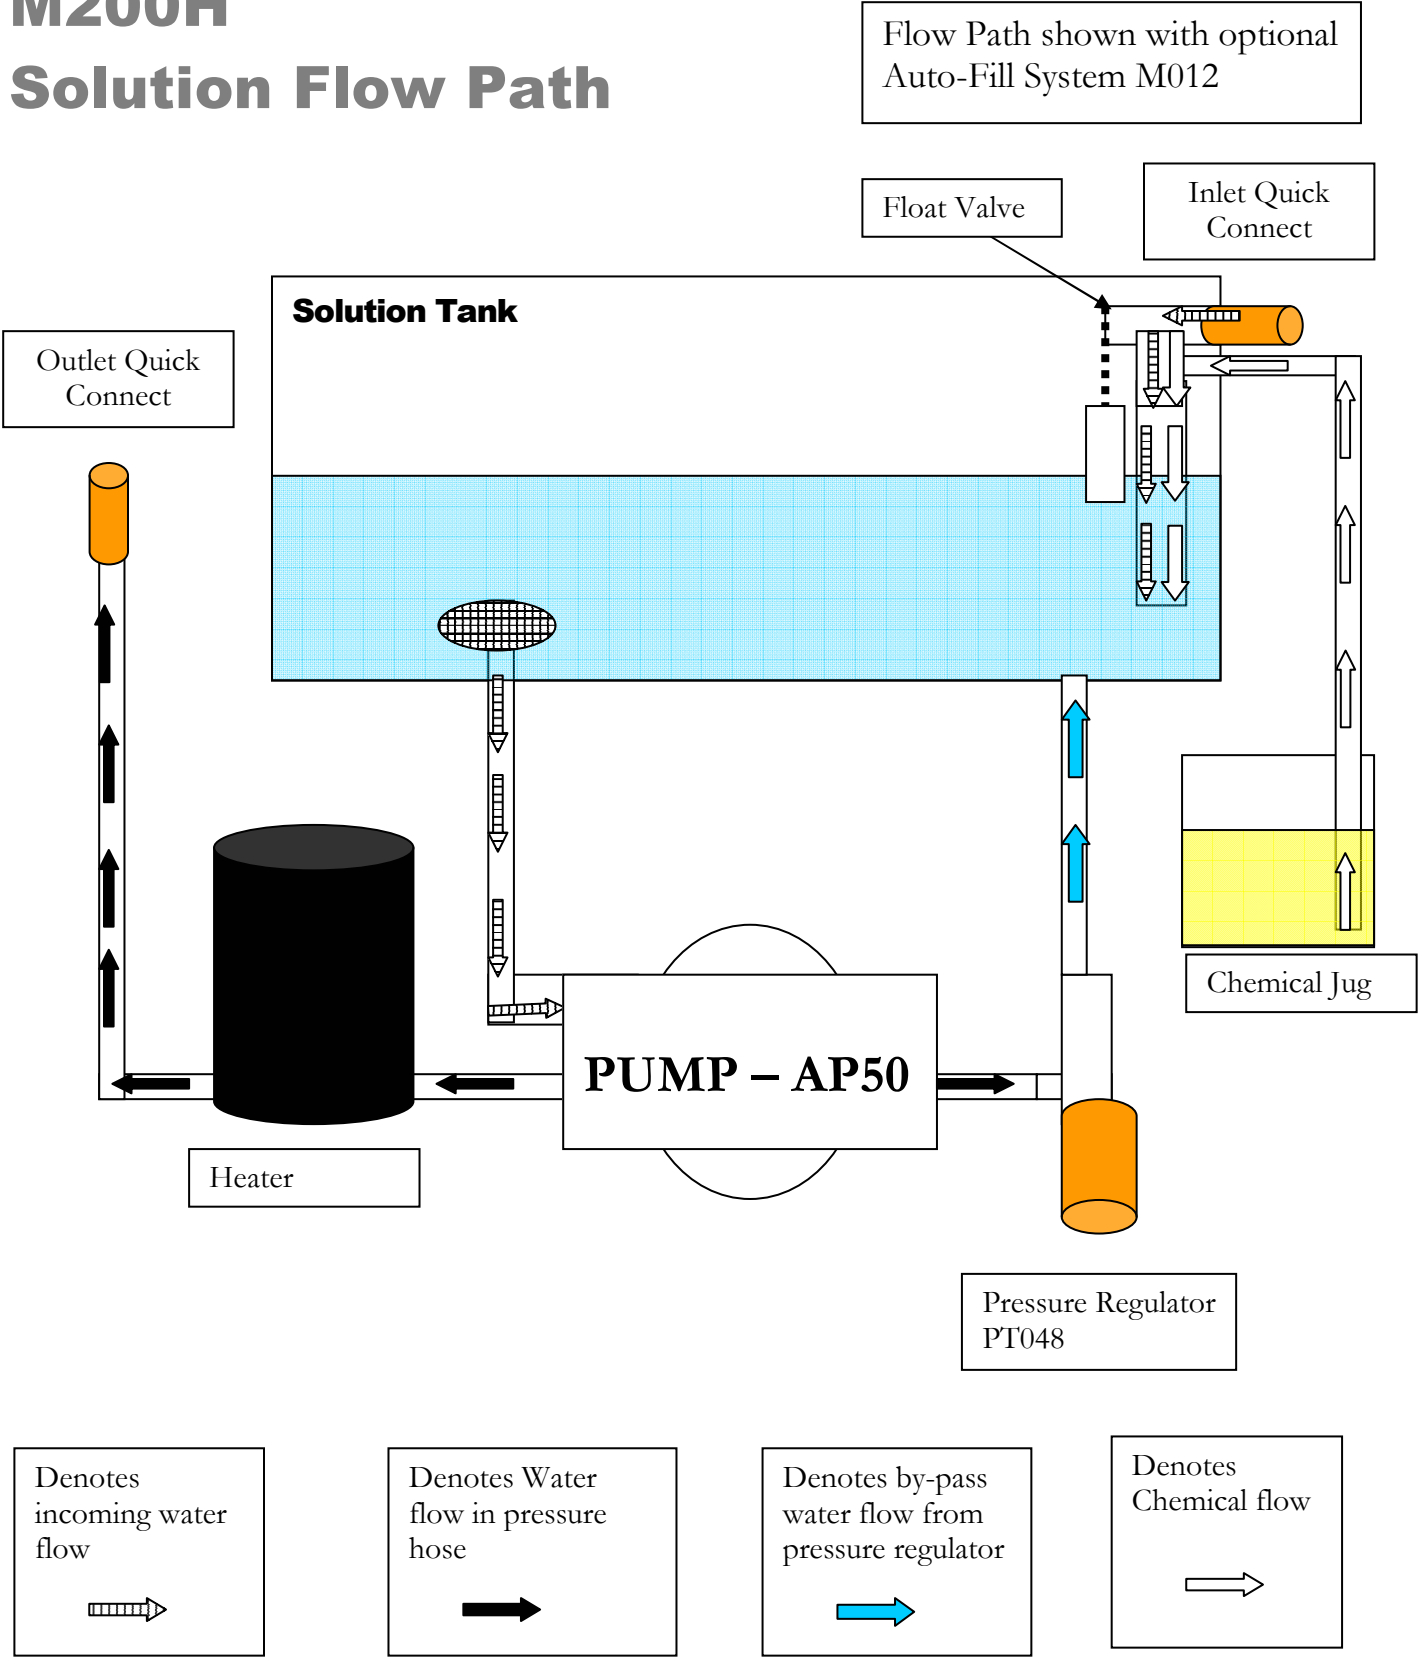 M200H
Solution Flow Path
Flow Path shown with optional
Auto-Fill System M012
Float Valve
Inlet Quick
Connect
Solution Tank
Outlet Quick
Connect
Chemical Jug
PUMP – AP50
Heater
Pressure Regulator
PT048
Denotes
incoming water
flow
Denotes Water
flow in pressure
hose
Denotes by-pass
water flow from
pressure regulator
Denotes
Chemical flow